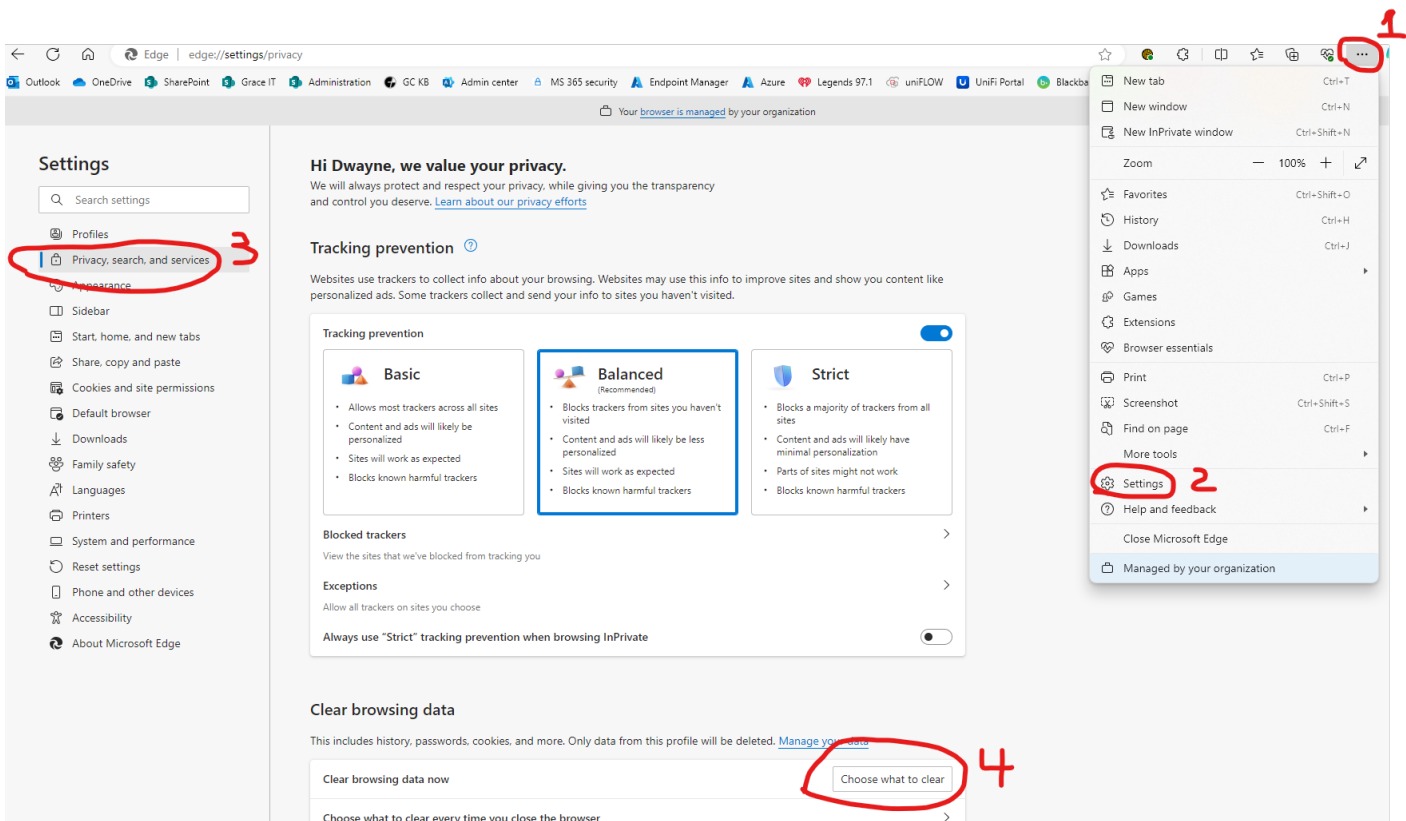 1
Edge
edge://settings/privacy
Outlook OneDrive SharePoint Grace IT Administration GC KB Admin center MS 365 security Endpoint Manager Azure Legends 97.1 uniFLOW UniFi Portal Blackba
Your browser is managed by your organization
Settings
Search settings
Profiles
3
Privacy, search, and services
Appearance
Sidebar
Start, home, and new tabs
Share, copy and paste
Cookies and site permissions
Default browser
Downloads
Family safety
Languages
Printers
System and performance
Reset settings
Phone and other devices
Accessibility
About Microsoft Edge
Hi Dwayne, we value your privacy.
We will always protect and respect your privacy, while giving you the transparency
and control you deserve. Learn about our privacy efforts
Tracking prevention
Websites use trackers to collect info about your browsing. Websites may use this info to improve sites and show you content like
personalized ads. Some trackers collect and send your info to sites you haven't visited.
Tracking prevention
Basic
• Allows most trackers across all sites
• Content and ads will likely be
personalized
• Sites will work as expected
• Blocks known harmful trackers
Balanced
(Recommended)
• Blocks trackers from sites you haven't
visited
• Content and ads will likely be less
personalized
• Sites will work as expected
• Blocks known harmful trackers
Strict
• Blocks a majority of trackers from all
sites
• Content and ads will likely have
minimal personalization
• Parts of sites might not work
• Blocks known harmful trackers
Blocked trackers
View the sites that we've blocked from tracking you
Exceptions
Allow all trackers on sites you choose
Always use “Strict” tracking prevention when browsing InPrivate
Clear browsing data
This includes history, passwords, cookies, and more. Only data from this profile will be deleted. Manage your data
Clear browsing data now
Choose what to clear
4
Choose what to clear every time you close the browser
New tab Ctrl+T
New window Ctrl+N
New InPrivate window Ctrl+Shift+N
Zoom — 100% +
Favorites Ctrl+Shift+O
History Ctrl+H
Downloads Ctrl+J
Apps
Games
Extensions
Browser essentials
Print Ctrl+P
Screenshot Ctrl+Shift+S
Find on page Ctrl+F
More tools
Settings 2
Help and feedback
Close Microsoft Edge
Managed by your organization